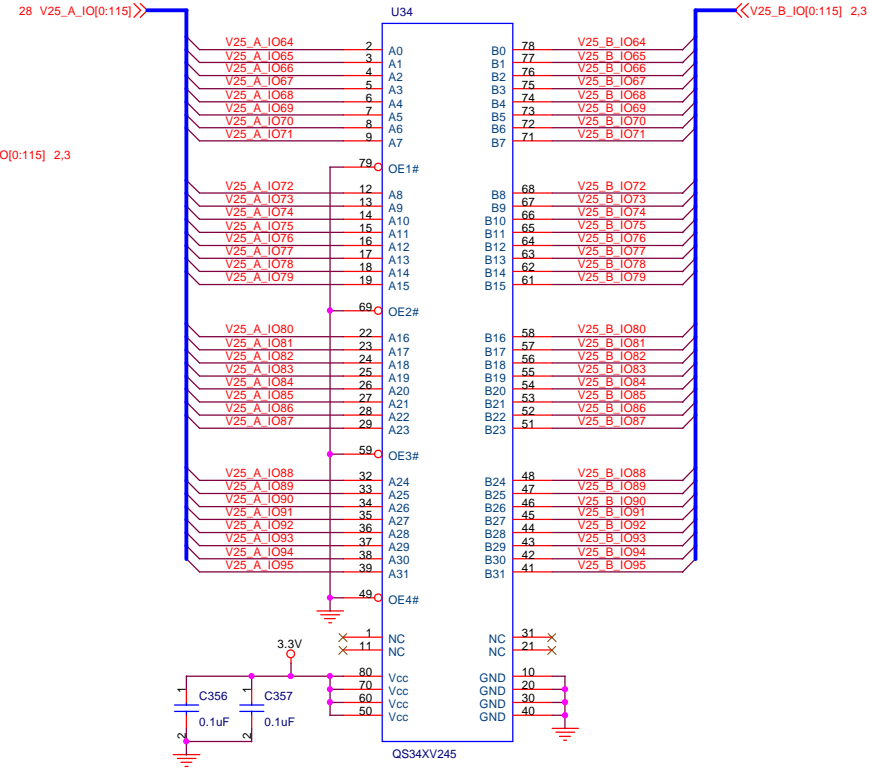 28 V25_A_IO[0:115]
U34
V25_B_IO[0:115] 2,3
V25_A_IO64 2 A0 B0 78 V25_B_IO64
V25_A_IO65 3 A1 B1 77 V25_B_IO65
V25_A_IO66 4 A2 B2 76 V25_B_IO66
V25_A_IO67 5 A3 B3 75 V25_B_IO67
V25_A_IO68 6 A4 B4 74 V25_B_IO68
V25_A_IO69 7 A5 B5 73 V25_B_IO69
V25_A_IO70 8 A6 B6 72 V25_B_IO70
V25_A_IO71 9 A7 B7 71 V25_B_IO71
O[0:115] 2,3
79 OE1#
V25_A_IO72 12 A8 B8 68 V25_B_IO72
V25_A_IO73 13 A9 B9 67 V25_B_IO73
V25_A_IO74 14 A10 B10 66 V25_B_IO74
V25_A_IO75 15 A11 B11 65 V25_B_IO75
V25_A_IO76 16 A12 B12 64 V25_B_IO76
V25_A_IO77 17 A13 B13 63 V25_B_IO77
V25_A_IO78 18 A14 B14 62 V25_B_IO78
V25_A_IO79 19 A15 B15 61 V25_B_IO79
69 OE2#
V25_A_IO80 22 A16 B16 58 V25_B_IO80
V25_A_IO81 23 A17 B17 57 V25_B_IO81
V25_A_IO82 24 A18 B18 56 V25_B_IO82
V25_A_IO83 25 A19 B19 55 V25_B_IO83
V25_A_IO84 26 A20 B20 54 V25_B_IO84
V25_A_IO85 27 A21 B21 53 V25_B_IO85
V25_A_IO86 28 A22 B22 52 V25_B_IO86
V25_A_IO87 29 A23 B23 51 V25_B_IO87
59 OE3#
V25_A_IO88 32 A24 B24 48 V25_B_IO88
V25_A_IO89 33 A25 B25 47 V25_B_IO89
V25_A_IO90 34 A26 B26 46 V25_B_IO90
V25_A_IO91 35 A27 B27 45 V25_B_IO91
V25_A_IO92 36 A28 B28 44 V25_B_IO92
V25_A_IO93 37 A29 B29 43 V25_B_IO93
V25_A_IO94 38 A30 B30 42 V25_B_IO94
V25_A_IO95 39 A31 B31 41 V25_B_IO95
49 OE4#
1 NC NC 31
11 NC NC 21
3.3V
80 Vcc GND 10
70 Vcc GND 20
60 Vcc GND 30
50 Vcc GND 40
1 C356 0.1uF 2
1 C357 0.1uF 2
QS34XV245